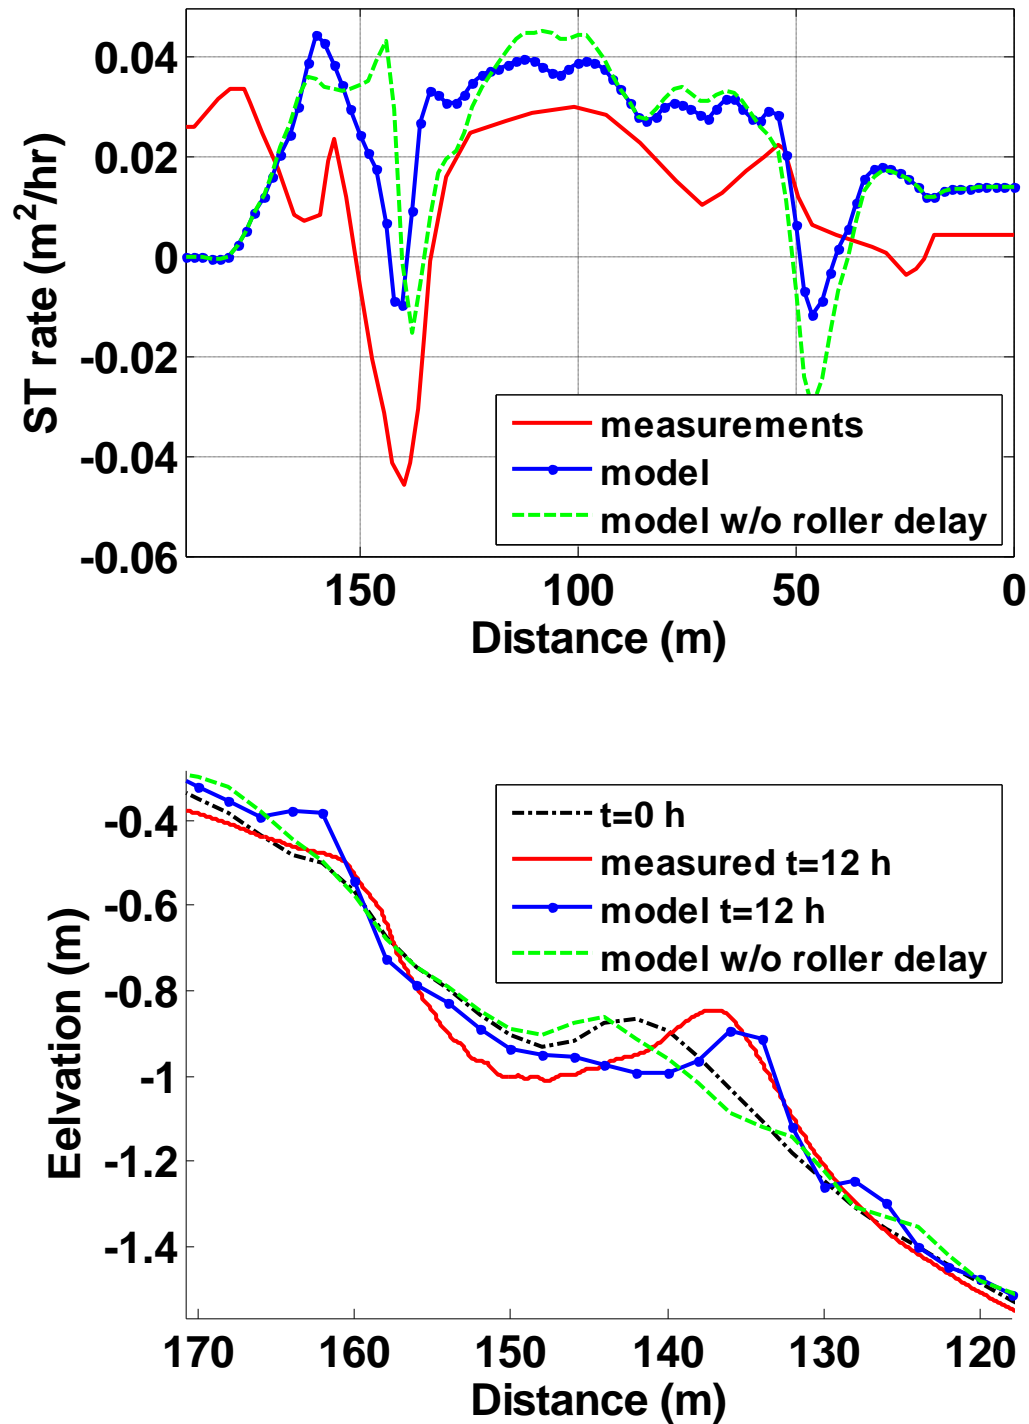 0.04
0.02
0
-0.02
-0.04
-0.06
ST rate (m²/hr)
measurements
model
model w/o roller delay
150
100
50
0
Distance (m)
-0.4
-0.6
-0.8
-1
-1.2
-1.4
Eelvation (m)
t=0 h
measured t=12 h
model t=12 h
model w/o roller delay
170
160
150
140
130
120
Distance (m)